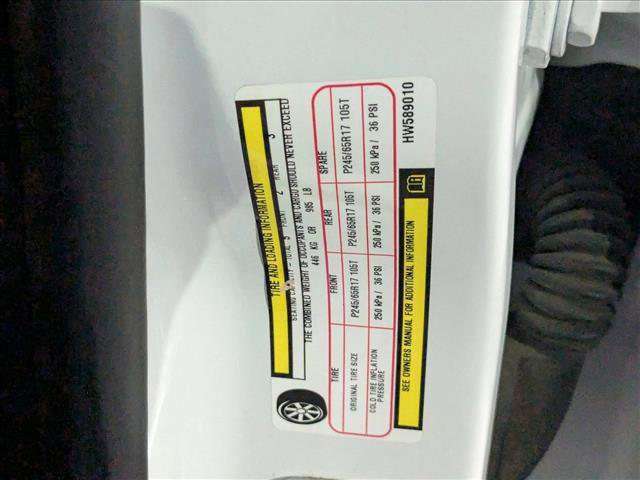 TIRE AND LOADING INFORMATION
SEATING CAPACITY - TOTAL 5 FRONT 2 REAR 3
THE COMBINED WEIGHT OF OCCUPANTS AND CARGO SHOULD NEVER EXCEED
446 KG OR 985 LB
TIRE FRONT REAR SPARE
ORIGINAL TIRE SIZE P245/65R17 105T P245/65R17 105T P245/65R17 105T
COLD TIRE INFLATION PRESSURE 250 kPa / 36 PSI 250 kPa / 36 PSI 250 kPa / 36 PSI
SEE OWNERS MANUAL FOR ADDITIONAL INFORMATION
HW589010